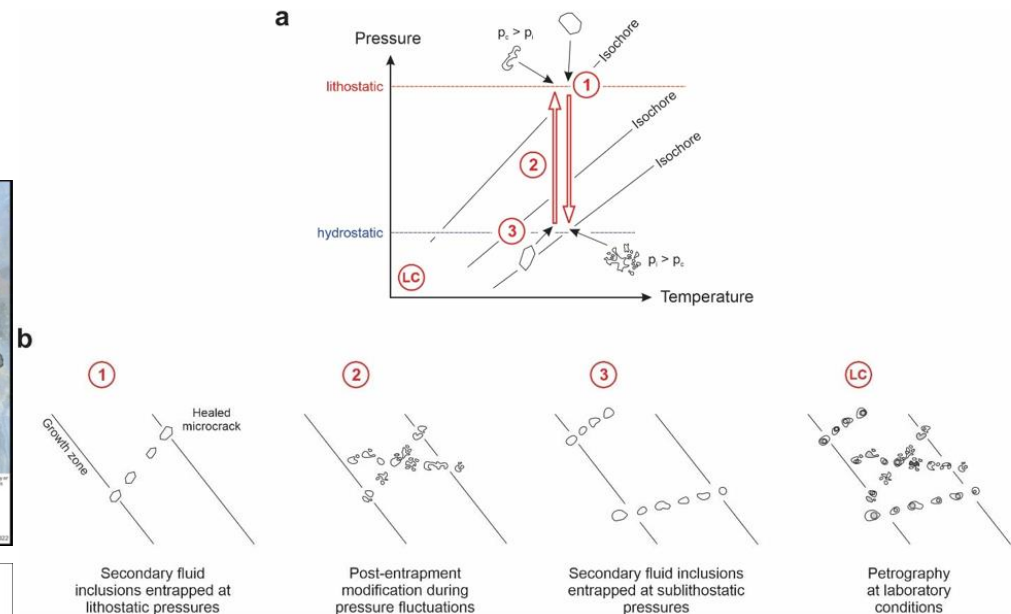 a
Pressure
p꜀ > pᵢ
Isochore
lithostatic
1
Isochore
Isochore
2
hydrostatic
3
pᵢ > p꜀
LC
Temperature
b
1
2
3
LC
Growth zone
Healed
microcrack
Secondary fluid
inclusions entrapped at
lithostatic pressures
Post-entrapment
modification during
pressure fluctuations
Secondary fluid inclusions
entrapped at sublithostatic
pressures
Petrography
at laboratory
conditions